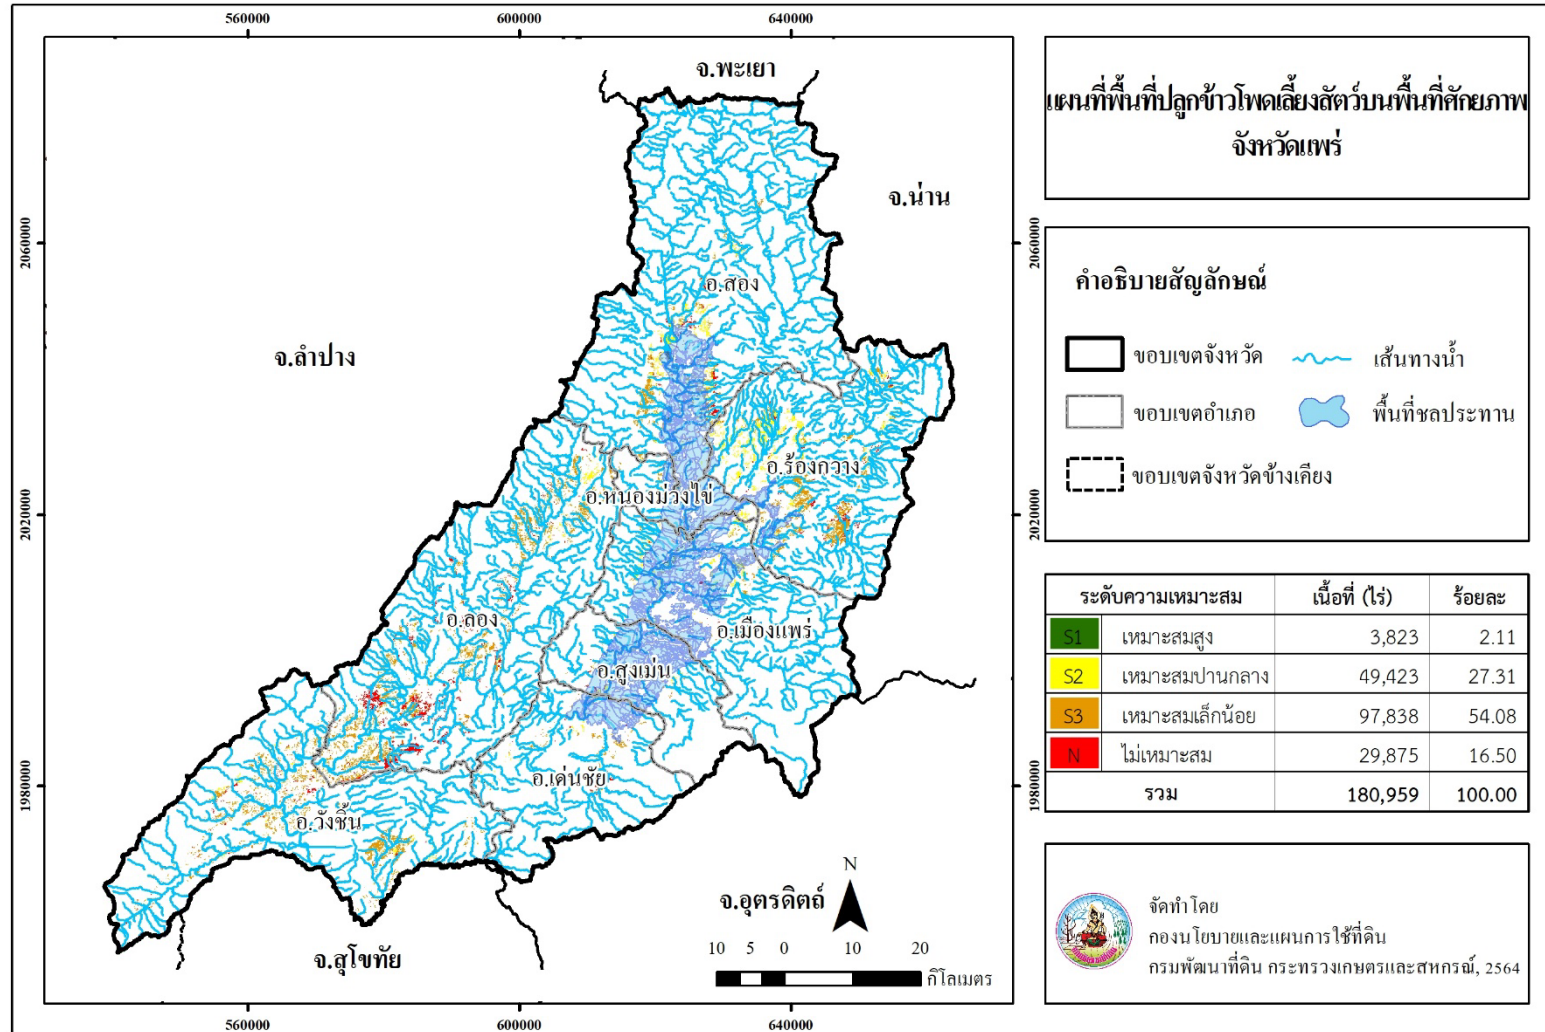 560000
600000
640000
จ.พะเยา
จ.น่าน
จ.ลำปาง
2060000
2060000
อ.สอง
อ.ร้องกวาง
อ.หนองม่วงไข่
2020000
2020000
อ.ลอง
อ.เมืองแพร่
อ.สูงเม่น
อ.เด่นชัย
1980000
1980000
อ.วังชิ้น
จ.อุตรดิตถ์
N
จ.สุโขทัย
10 5 0 10 20
กิโลเมตร
560000
600000
640000
แผนที่พื้นที่ปลูกข้าวโพดเลี้ยงสัตว์บนพื้นที่ศักยภาพ
จังหวัดแพร่
คำอธิบายสัญลักษณ์
ขอบเขตจังหวัด เส้นทางน้ำ
ขอบเขตอำเภอ พื้นที่ชลประทาน
ขอบเขตจังหวัดข้างเคียง
ระดับความเหมาะสม เนื้อที่ (ไร่) ร้อยละ
S1 เหมาะสมสูง 3,823 2.11
S2 เหมาะสมปานกลาง 49,423 27.31
S3 เหมาะสมเล็กน้อย 97,838 54.08
N ไม่เหมาะสม 29,875 16.50
รวม 180,959 100.00
จัดทำโดย
กองนโยบายและแผนการใช้ที่ดิน
กรมพัฒนาที่ดิน กระทรวงเกษตรและสหกรณ์, 2564